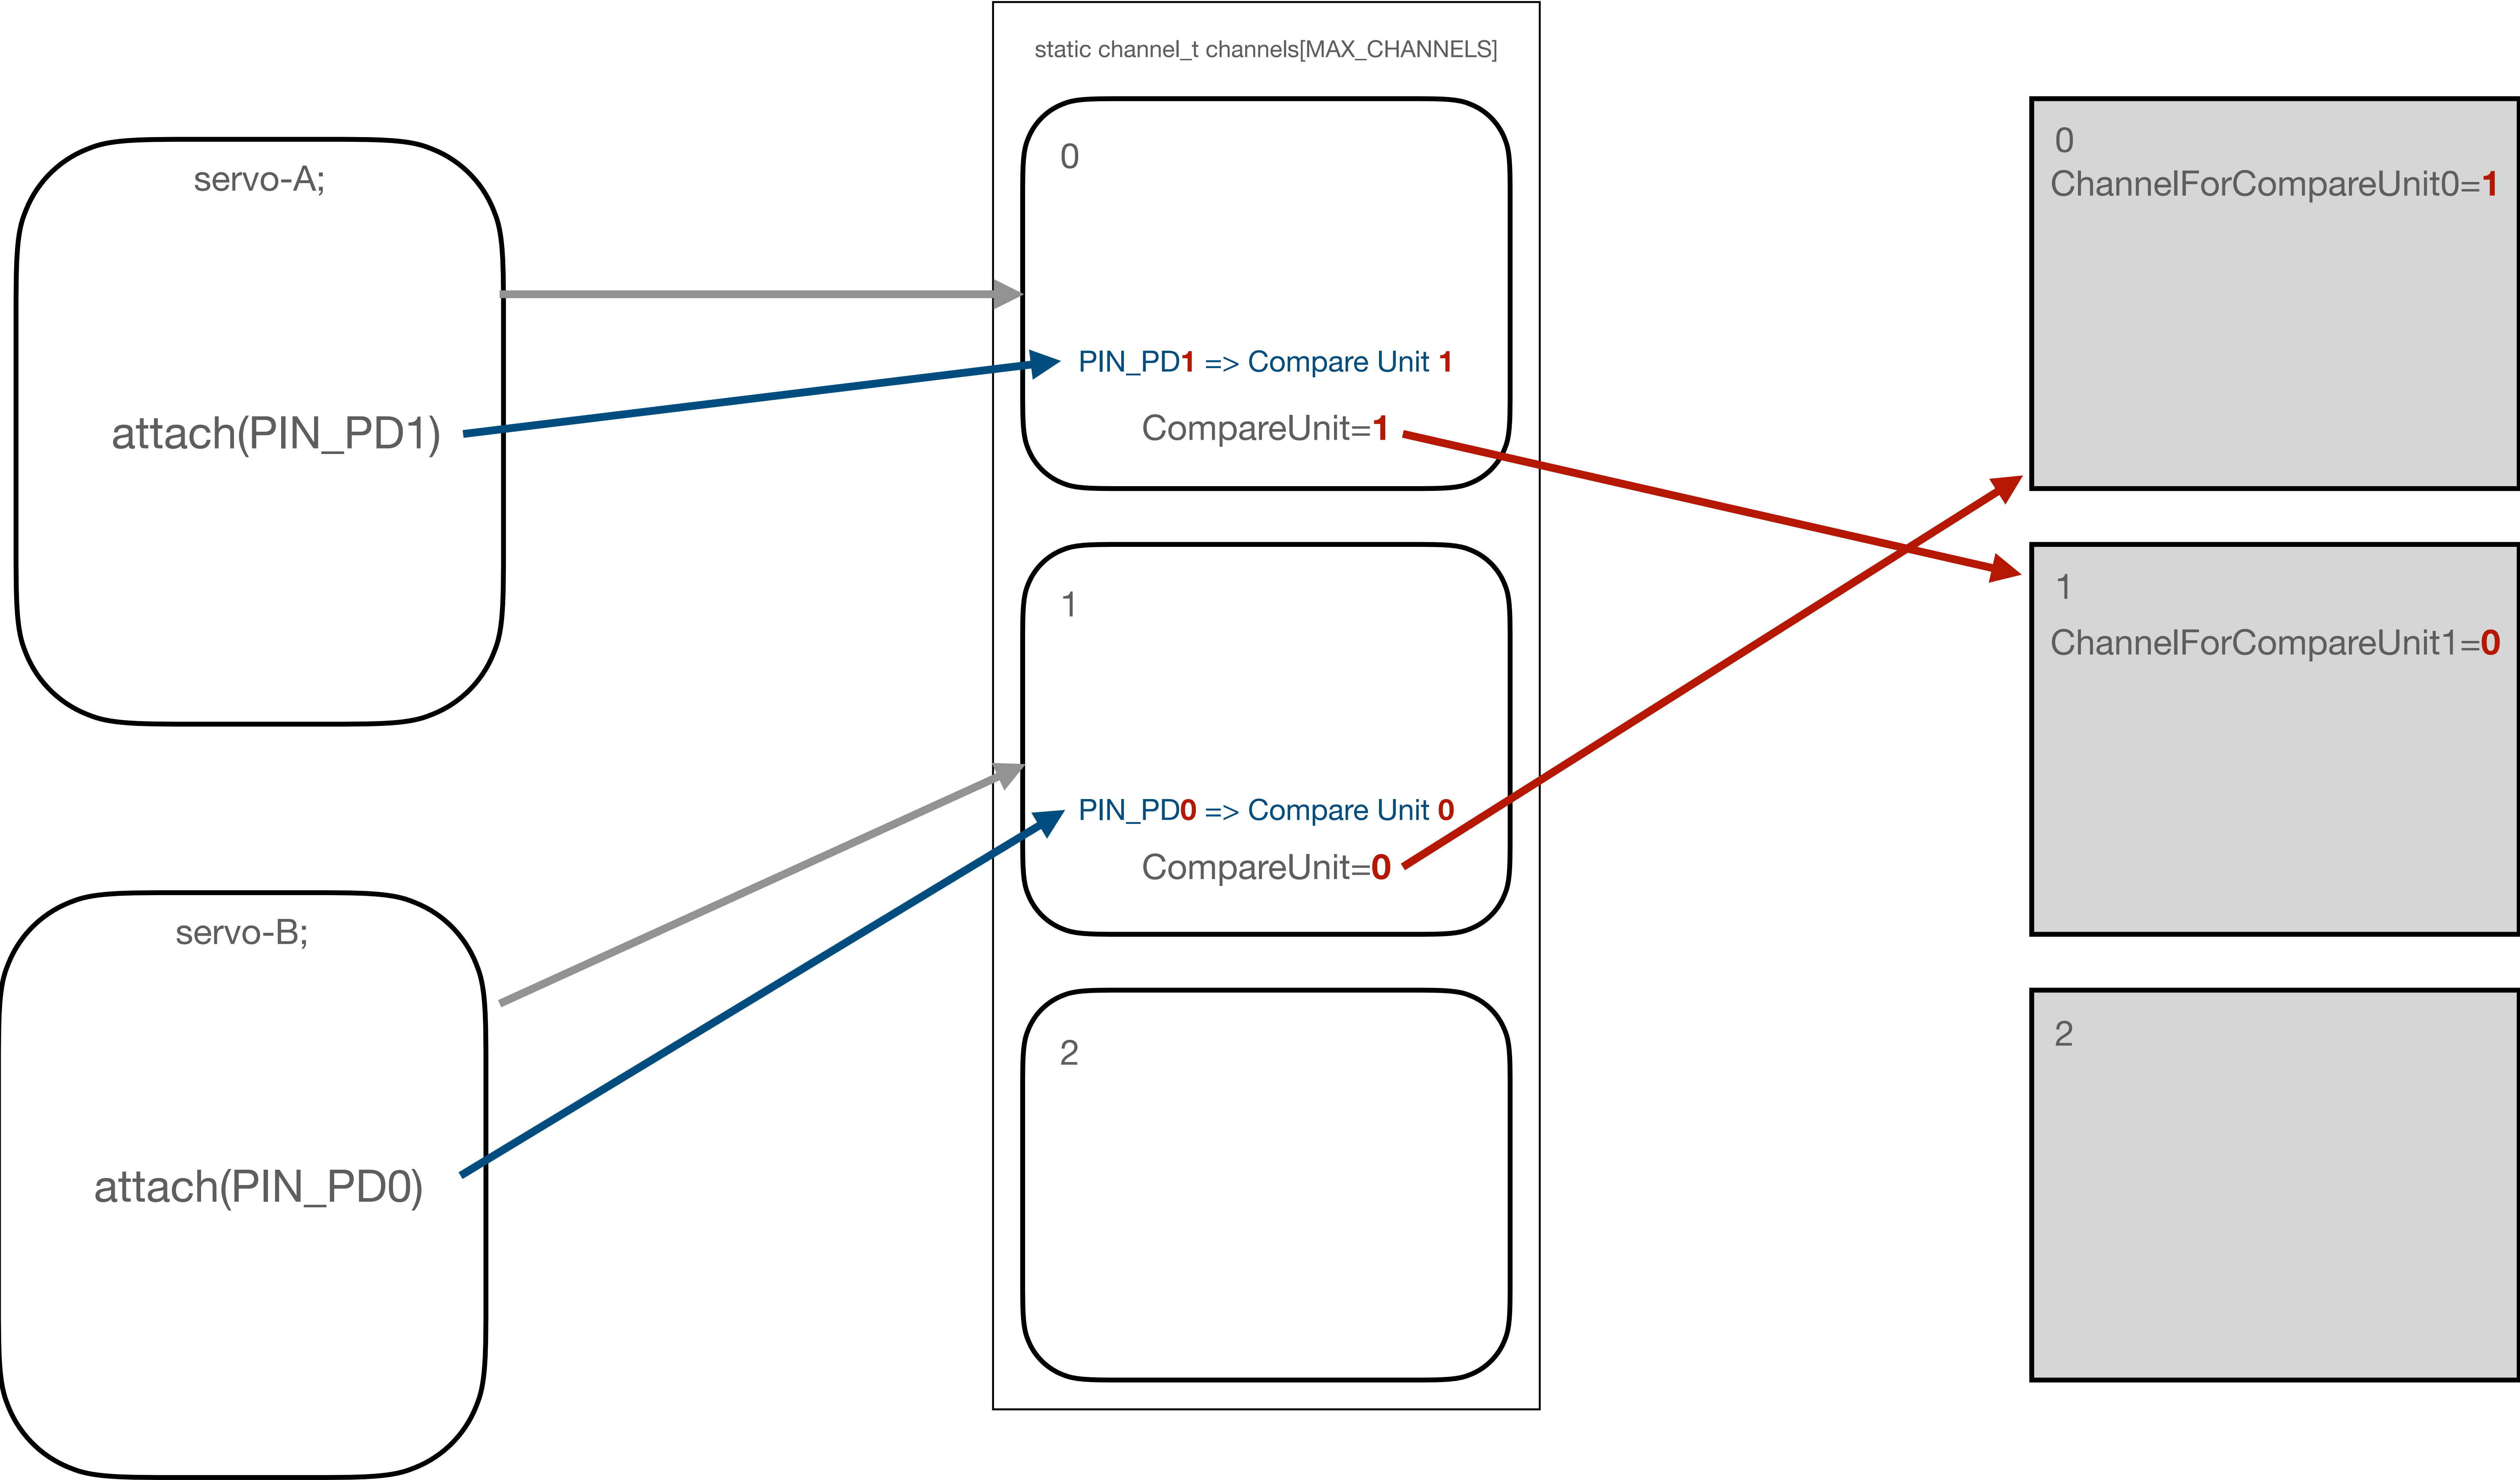 servo-A;
attach(PIN_PD1)
servo-B;
attach(PIN_PD0)
static channel_t channels[MAX_CHANNELS]
0
PIN_PD1 => Compare Unit 1
CompareUnit=1
1
PIN_PD0 => Compare Unit 0
CompareUnit=0
2
0
ChannelForCompareUnit0=1
1
ChannelForCompareUnit1=0
2